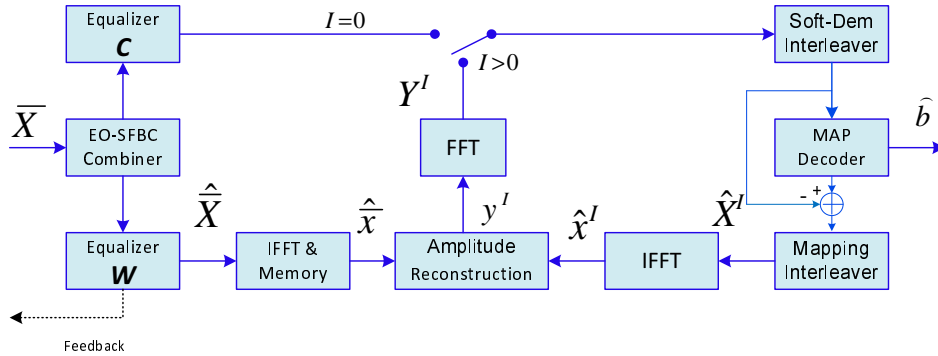 Equalizer
C
I=0
Soft-Dem
Interleaver
I>0
Y^I
X̄
EO-SFBC
Combiner
FFT
MAP
Decoder
b̂
- +
X̄̂
x̄̂
y^I
x̂^I
X̂^I
Equalizer
W
IFFT &
Memory
Amplitude
Reconstruction
IFFT
Mapping
Interleaver
Feedback